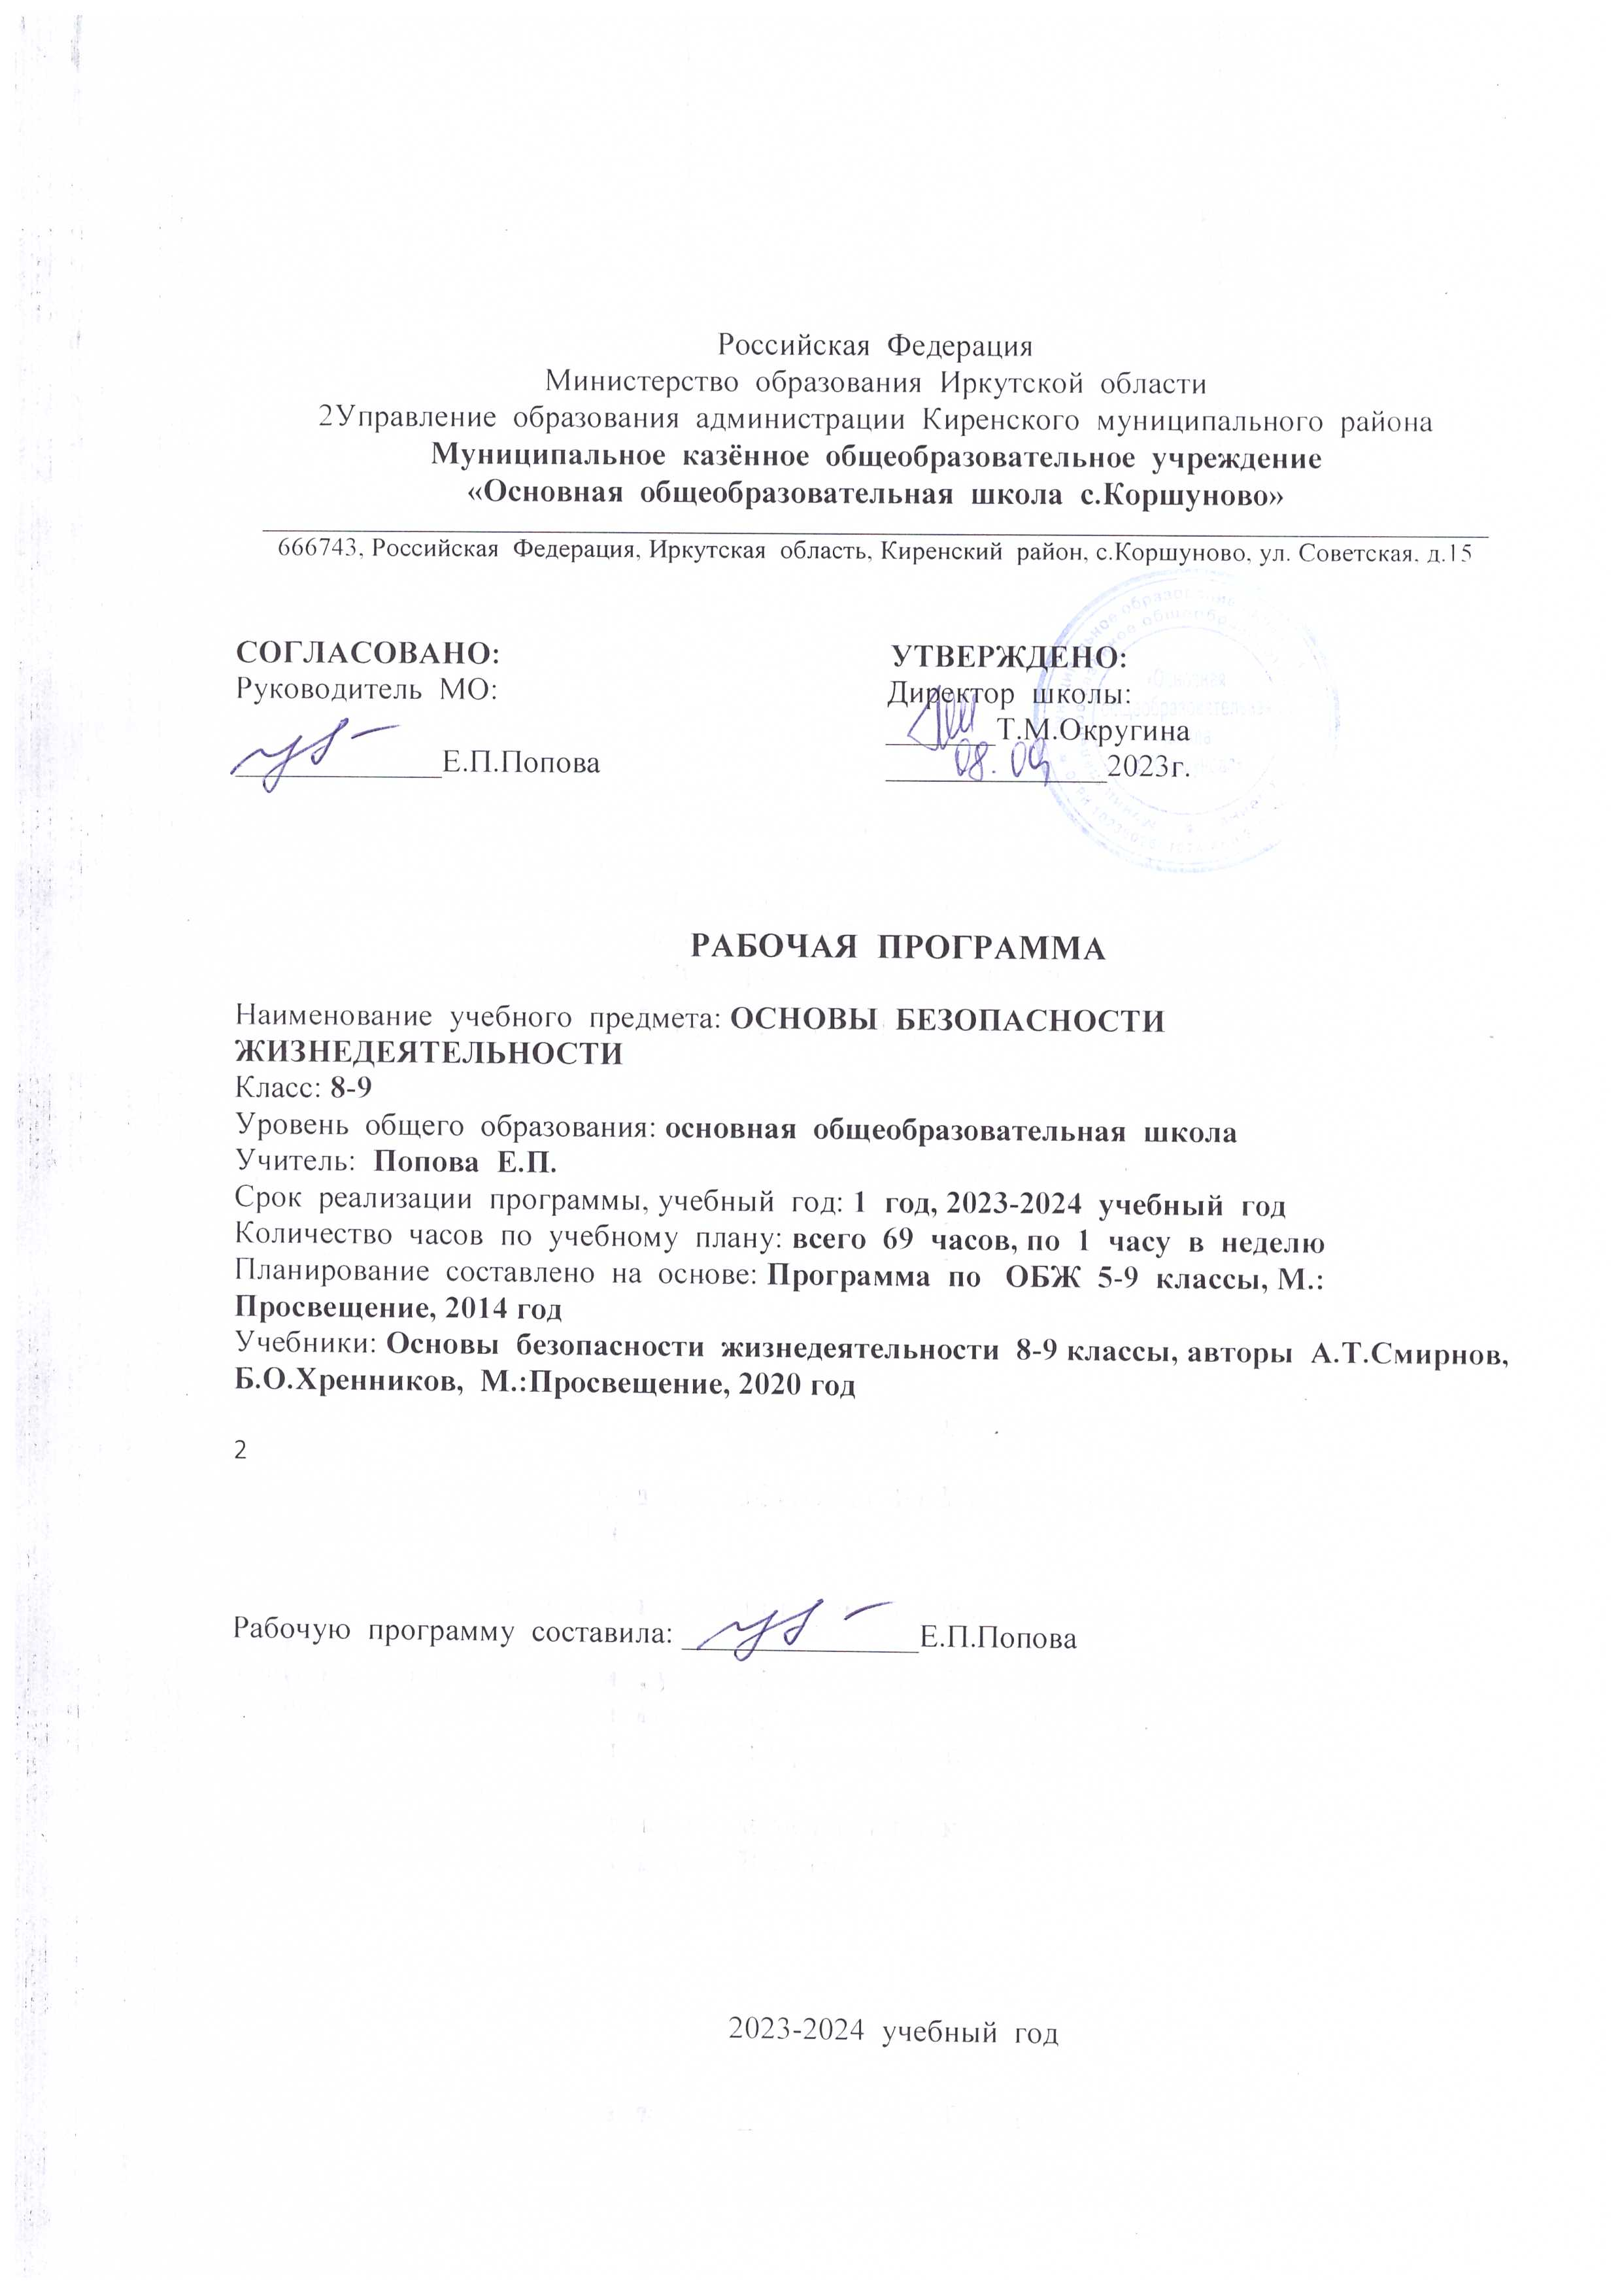 Российская Федерация
Министерство образования Иркутской области
2Управление образования администрации Киренского муниципального района
Муниципальное казённое общеобразовательное учреждение
«Основная общеобразовательная школа с.Коршуново»
666743, Российская Федерация, Иркутская область, Киренский район, с.Коршуново, ул. Советская, д.15
СОГЛАСОВАНО:
Руководитель МО:
______________Е.П.Попова
УТВЕРЖДЕНО:
Директор школы:
_______Т.М.Округина
08.09 2023г.
РАБОЧАЯ ПРОГРАММА
Наименование учебного предмета: ОСНОВЫ БЕЗОПАСНОСТИ
ЖИЗНЕДЕЯТЕЛЬНОСТИ
Класс: 8-9
Уровень общего образования: основная общеобразовательная школа
Учитель: Попова Е.П.
Срок реализации программы, учебный год: 1 год, 2023-2024 учебный год
Количество часов по учебному плану: всего 69 часов, по 1 часу в неделю
Планирование составлено на основе: Программа по ОБЖ 5-9 классы, М.:
Просвещение, 2014 год
Учебники: Основы безопасности жизнедеятельности 8-9 классы, авторы А.Т.Смирнов,
Б.О.Хренников, М.:Просвещение, 2020 год
2
Рабочую программу составила: ________________Е.П.Попова
2023-2024 учебный год